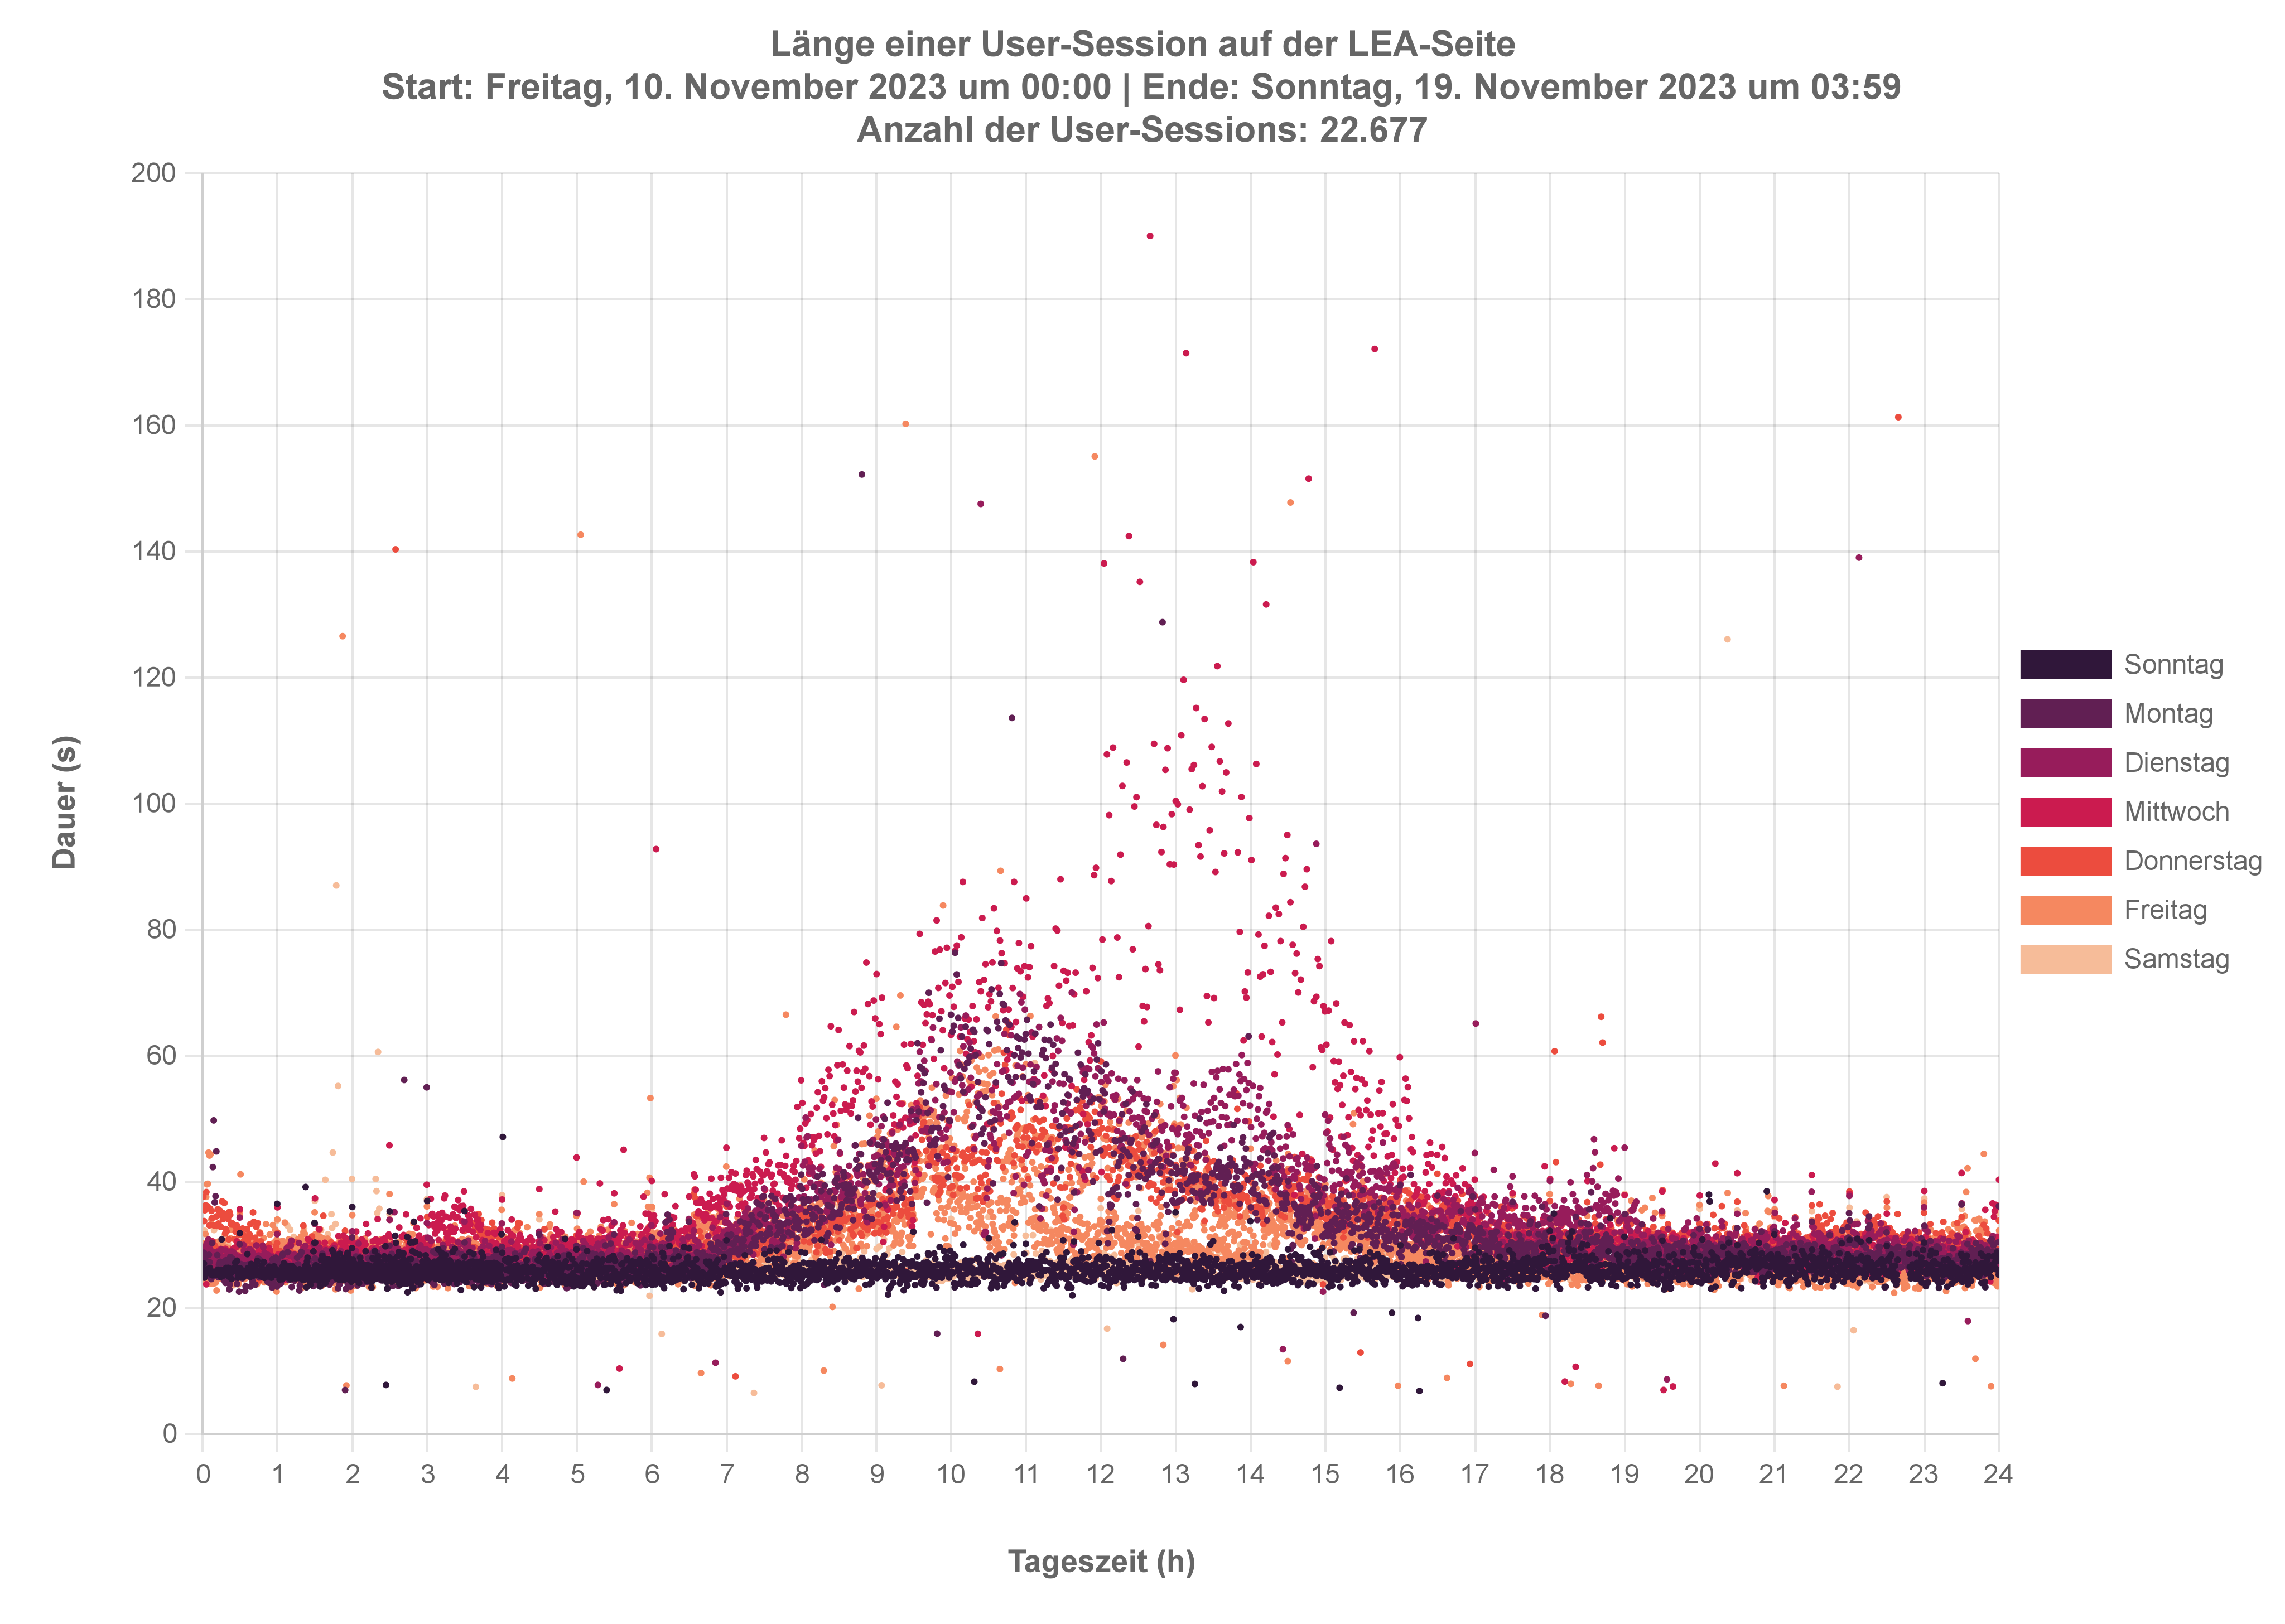 Länge einer User-Session auf der LEA-Seite
Start: Freitag, 10. November 2023 um 00:00 | Ende: Sonntag, 19. November 2023 um 03:59
Anzahl der User-Sessions: 22.677
200
180
160
140
120
100
80
60
40
20
0
Dauer (s)
0 1 2 3 4 5 6 7 8 9 10 11 12 13 14 15 16 17 18 19 20 21 22 23 24
Tageszeit (h)
Sonntag
Montag
Dienstag
Mittwoch
Donnerstag
Freitag
Samstag